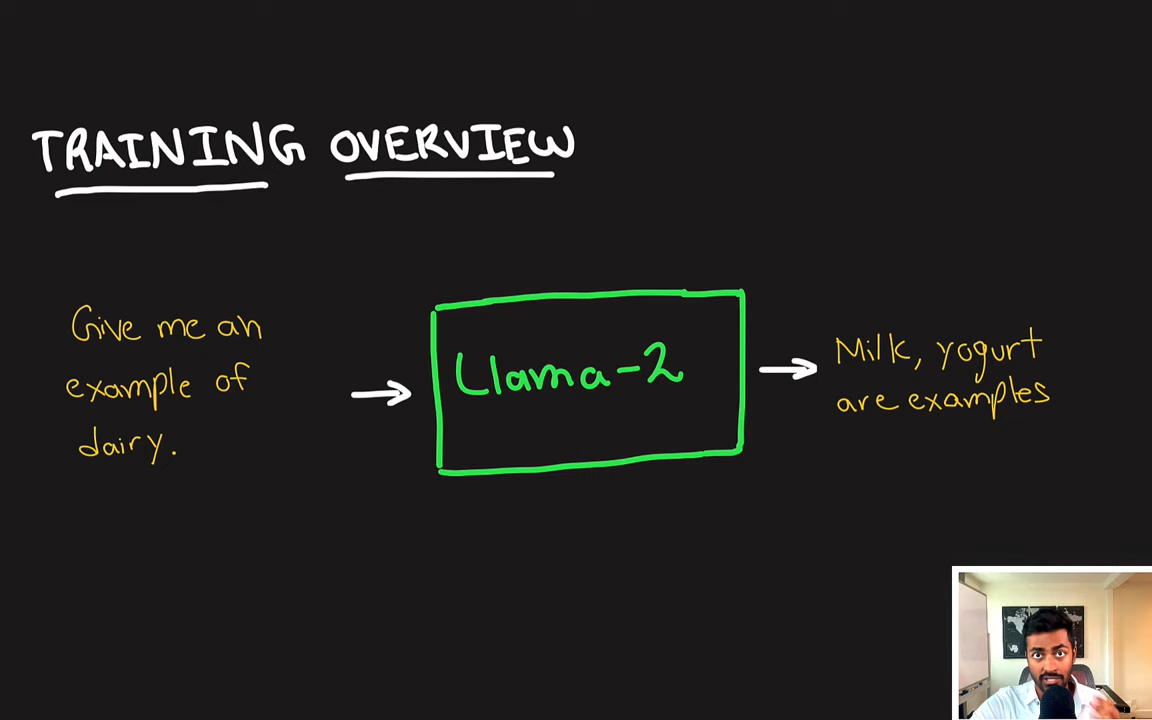 TRAINING OVERVIEW
Give me an
example of
dairy.
Llama-2
Milk, yogurt
are examples